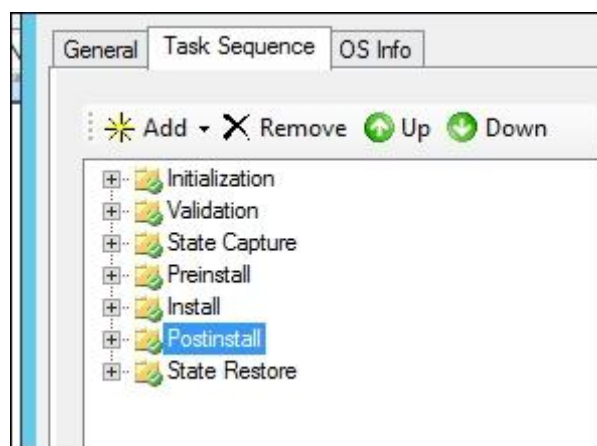 General Task Sequence OS Info
Add Remove Up Down
Initialization
Validation
State Capture
Preinstall
Install
Postinstall
State Restore